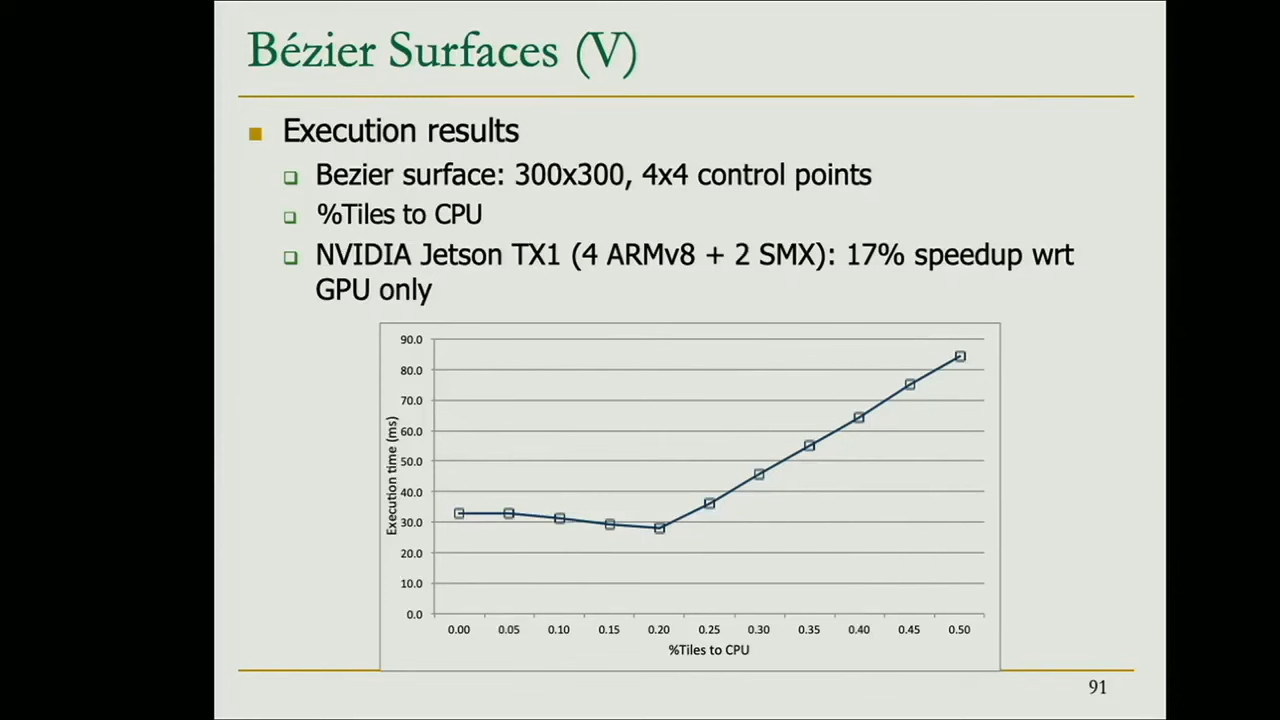 Bézier Surfaces (V)
Execution results
Bezier surface: 300x300, 4x4 control points
%Tiles to CPU
NVIDIA Jetson TX1 (4 ARMv8 + 2 SMX): 17% speedup wrt
GPU only
90.0
80.0
70.0
60.0
50.0
40.0
30.0
20.0
10.0
0.0
Execution time (ms)
0.00 0.05 0.10 0.15 0.20 0.25 0.30 0.35 0.40 0.45 0.50
%Tiles to CPU
91